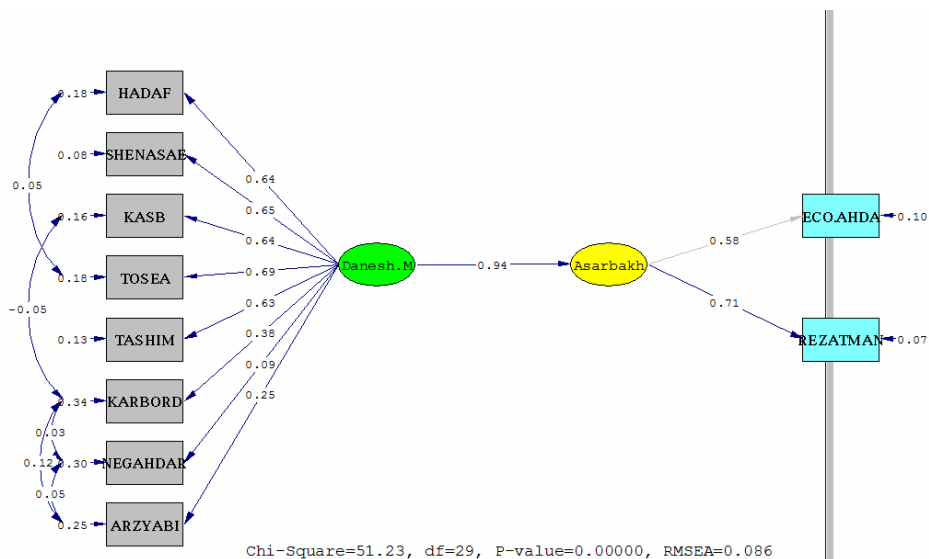 0.18 HADAF
0.08 SHENASAE
0.05
0.64
0.65
0.16 KASB
0.64
ECO.AHDA 0.10
0.58
0.18 TOSEA
0.69
Danesh.M 0.94 Asarbakh
-0.05
0.63
0.71
0.13 TASHIM
0.38
REZATMAN 0.07
0.09
0.34 KARBORD
0.25
0.03
0.12 0.30 NEGAHDAR
0.05
0.25 ARZYABI
Chi-Square=51.23, df=29, P-value=0.00000, RMSEA=0.086